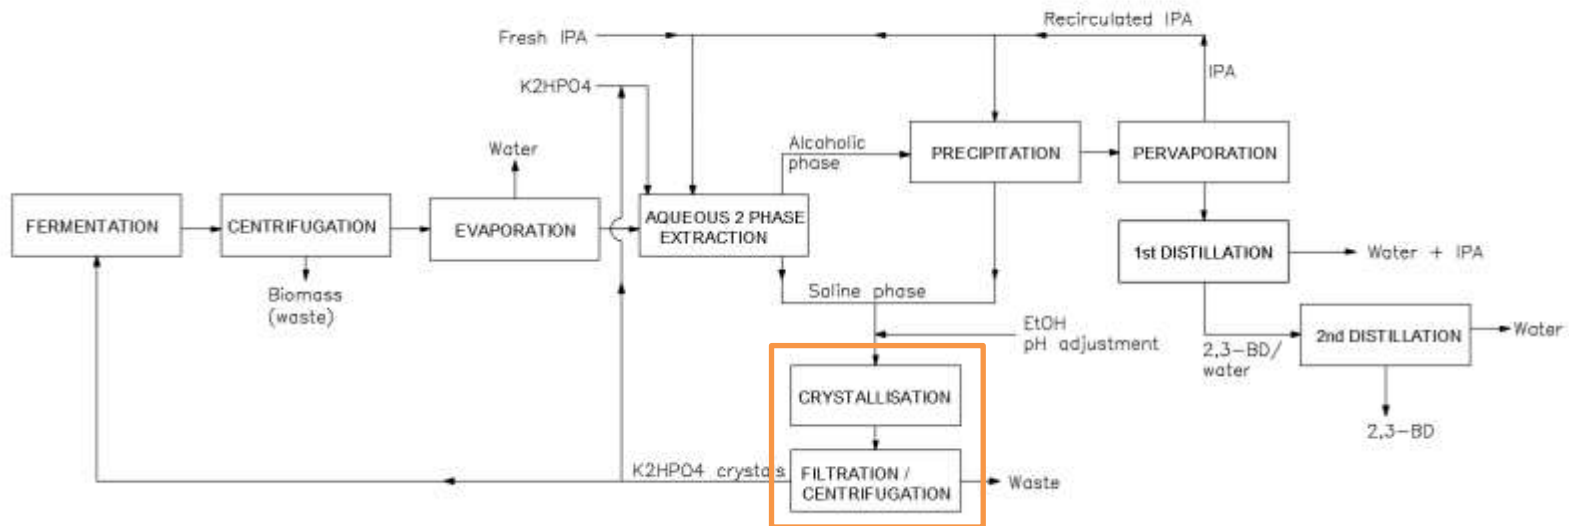 Recirculated IPA
Fresh IPA
IPA
K2HPO4
Alcoholic
phase
PRECIPITATION
PERVAPORATION
Water
FERMENTATION
CENTRIFUGATION
EVAPORATION
AQUEOUS 2 PHASE
EXTRACTION
1st DISTILLATION
Water + IPA
Biomass
(waste)
Saline phase
EtOH
pH adjustment
2,3-BD/
water
2nd DISTILLATION
Water
CRYSTALLISATION
2,3-BD
K2HPO4 crystals
FILTRATION /
CENTRIFUGATION
Waste